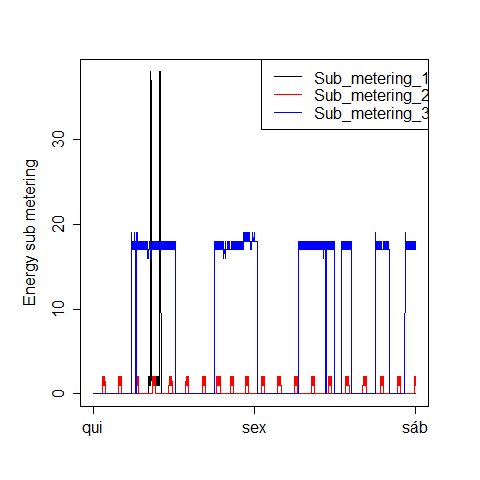 Sub_metering_1
Sub_metering_2
Sub_metering_3
Energy sub metering
30
20
10
0
qui sex sáb